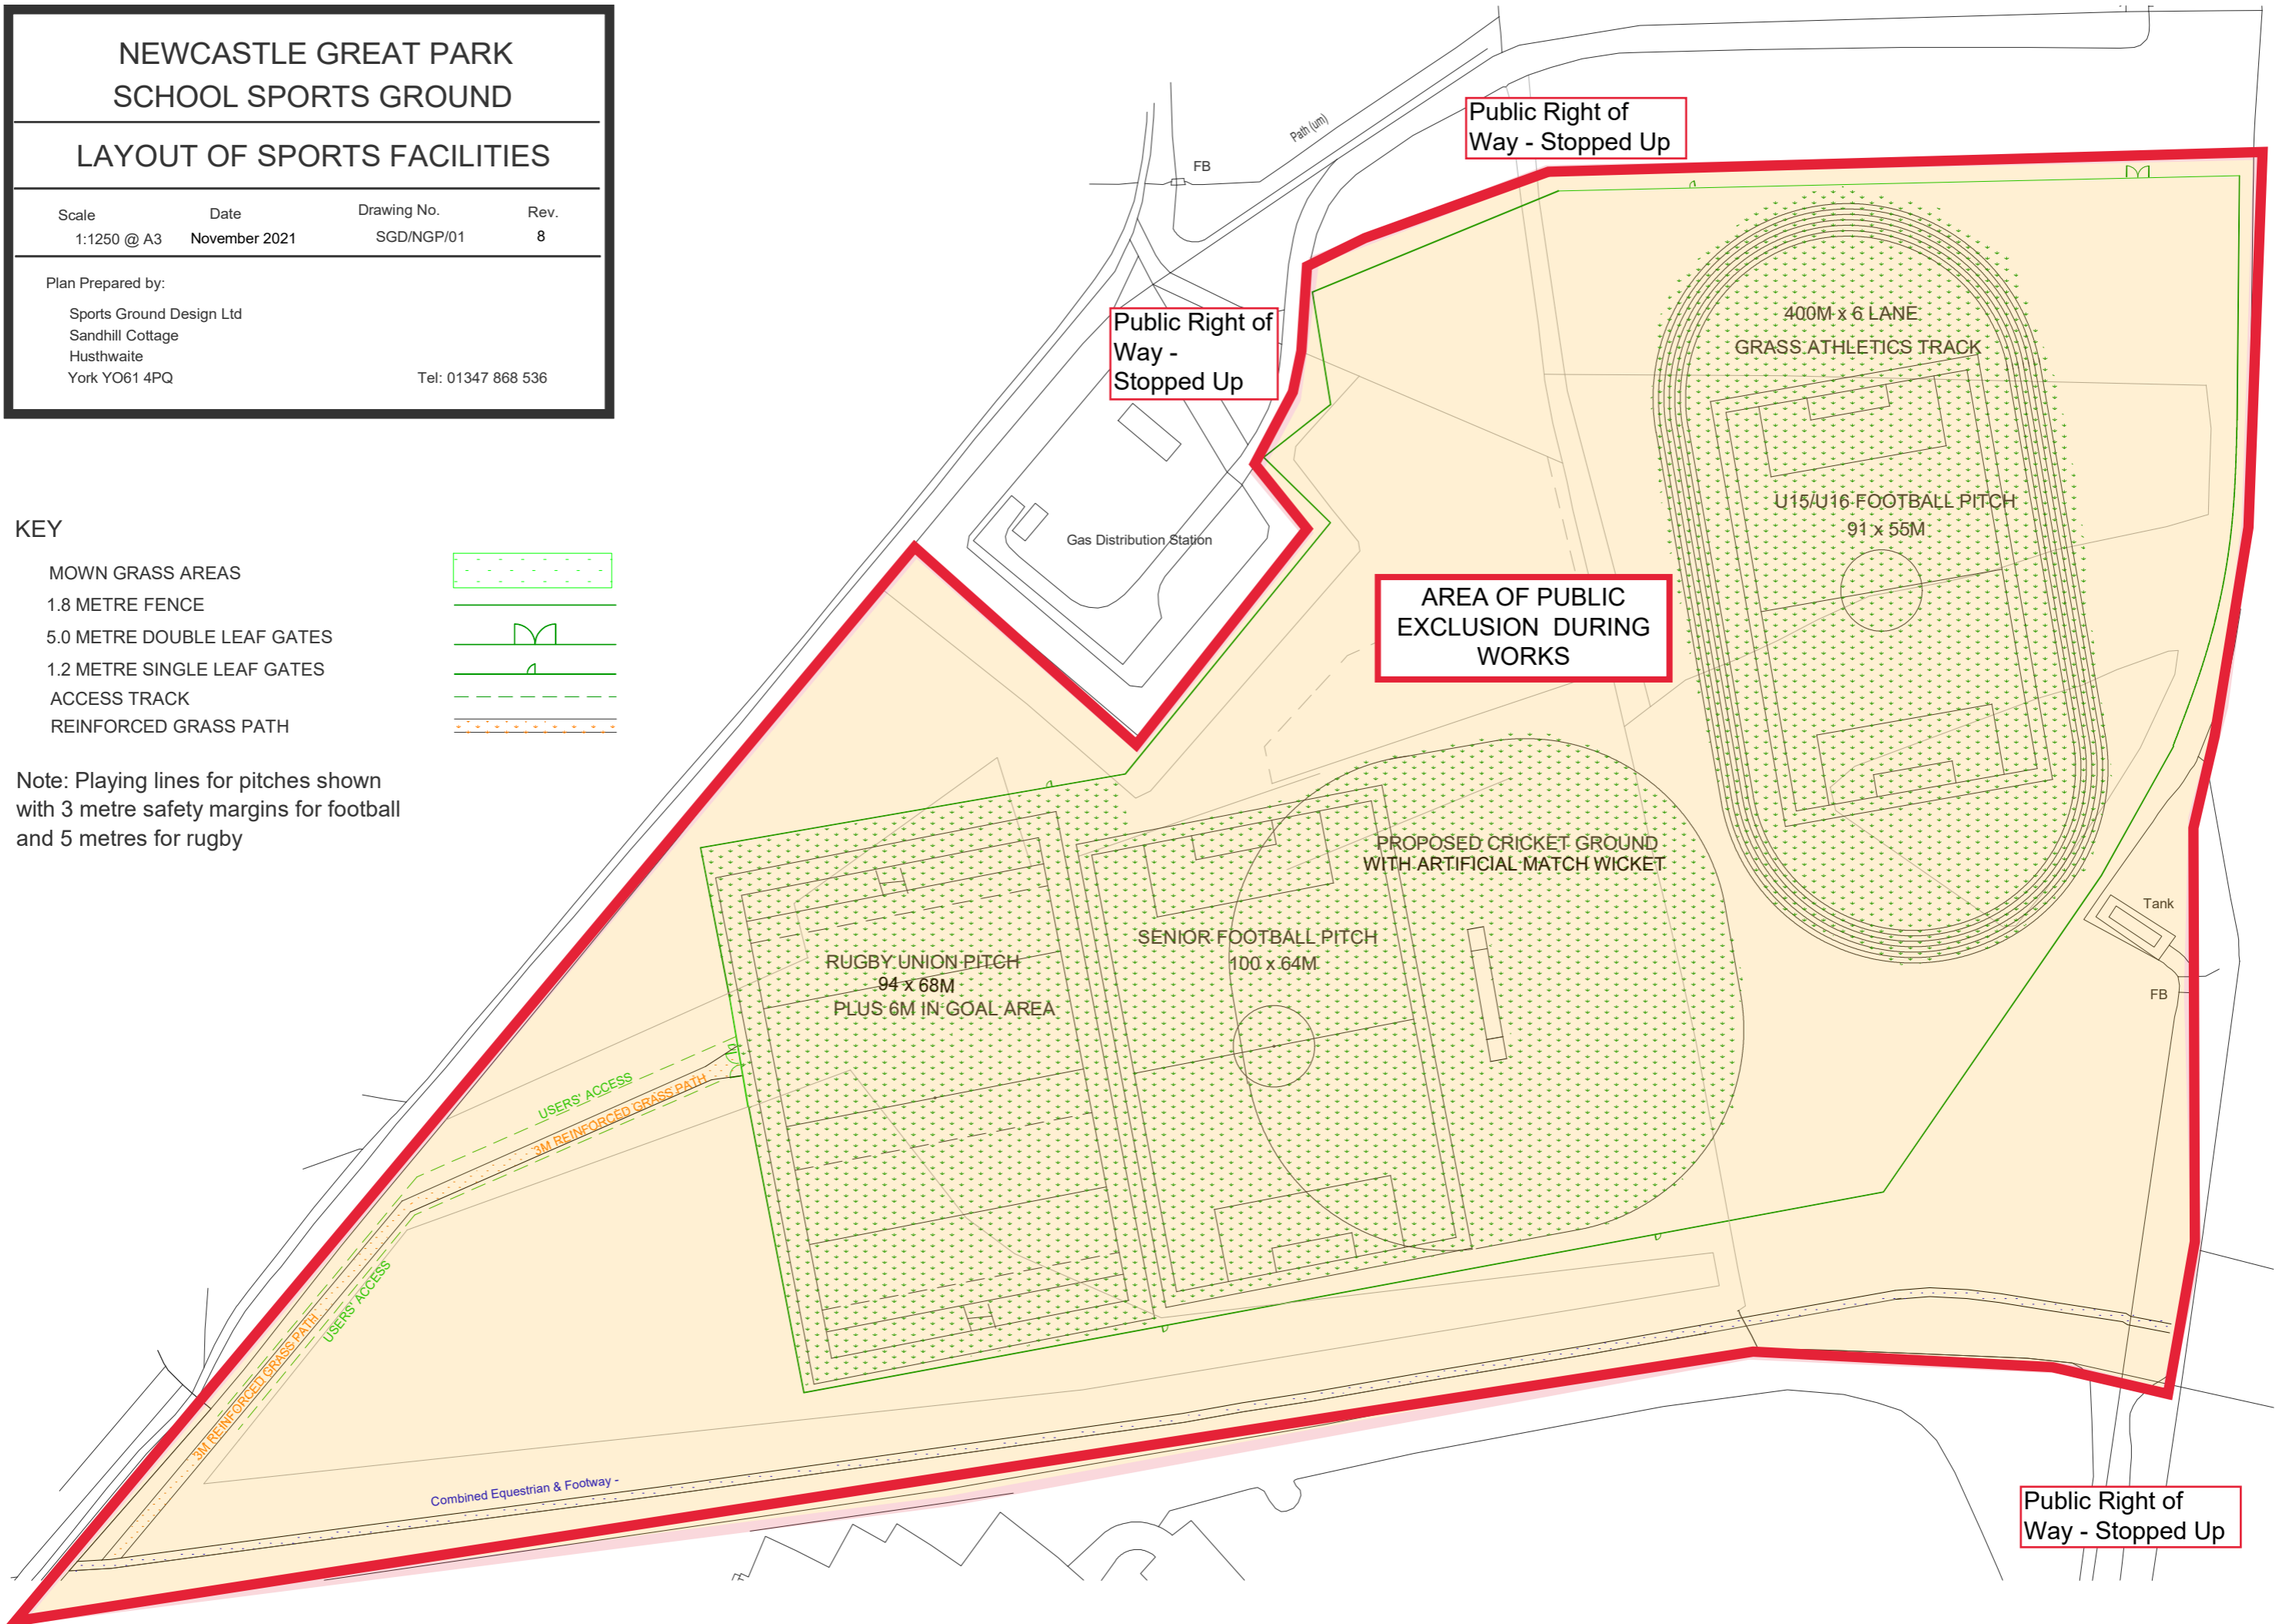 NEWCASTLE GREAT PARK
SCHOOL SPORTS GROUND
LAYOUT OF SPORTS FACILITIES
Scale Date Drawing No. Rev.
1:1250 @ A3 November 2021 SGD/NGP/01 8
Plan Prepared by:
Sports Ground Design Ltd
Sandhill Cottage
Husthwaite
York YO61 4PQ Tel: 01347 868 536
KEY
MOWN GRASS AREAS
1.8 METRE FENCE
5.0 METRE DOUBLE LEAF GATES
1.2 METRE SINGLE LEAF GATES
ACCESS TRACK
REINFORCED GRASS PATH
Note: Playing lines for pitches shown
with 3 metre safety margins for football
and 5 metres for rugby
Path (um)
FB
Public Right of
Way - Stopped Up
Public Right of
Way -
Stopped Up
Gas Distribution Station
400M x 6 LANE
GRASS ATHLETICS TRACK
U15/U16 FOOTBALL PITCH
91 x 55M
AREA OF PUBLIC
EXCLUSION DURING
WORKS
PROPOSED CRICKET GROUND
WITH ARTIFICIAL MATCH WICKET
SENIOR FOOTBALL PITCH
100 x 64M
RUGBY UNION PITCH
94 x 68M
PLUS 6M IN GOAL AREA
Tank
FB
USERS' ACCESS
3M REINFORCED GRASS PATH
USERS' ACCESS
3M REINFORCED GRASS PATH
Combined Equestrian & Footway -
Public Right of
Way - Stopped Up